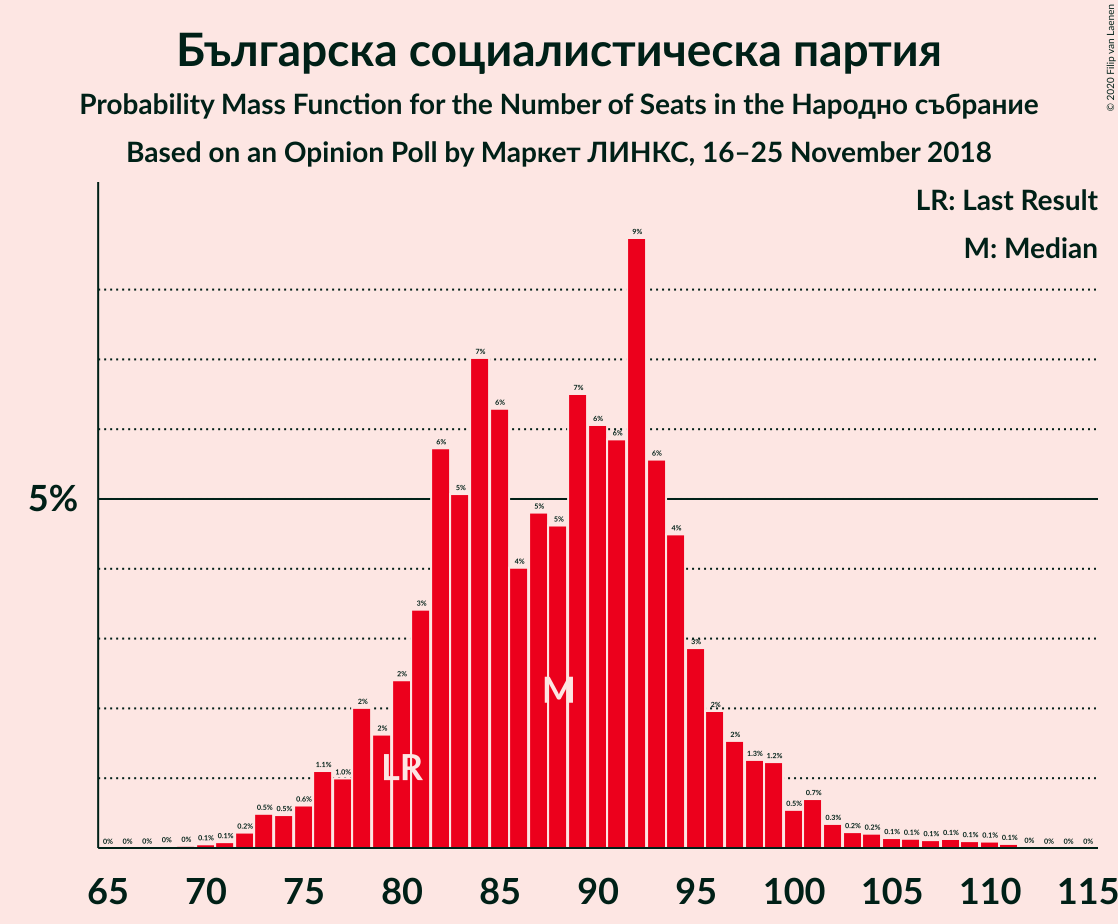 Българска социалистическа партия
Probability Mass Function for the Number of Seats in the Народно събрание
Based on an Opinion Poll by Маркет ЛИНКС, 16–25 November 2018
© 2020 Filip van Laenen
LR: Last Result
M: Median
5%
0% 0% 0% 0% 0% 0.1% 0.1% 0.2% 0.5% 0.5% 0.6% 1.1% 1.0% 2% 2% 2% 3% 6% 5% 7% 6% 4% 5% 5% 7% 6% 6% 9% 6% 4% 3% 2% 2% 1.3% 1.2% 0.5% 0.7% 0.3% 0.2% 0.2% 0.1% 0.1% 0.1% 0.1% 0.1% 0.1% 0.1% 0% 0% 0% 0%
M
LR
65 70 75 80 85 90 95 100 105 110 115